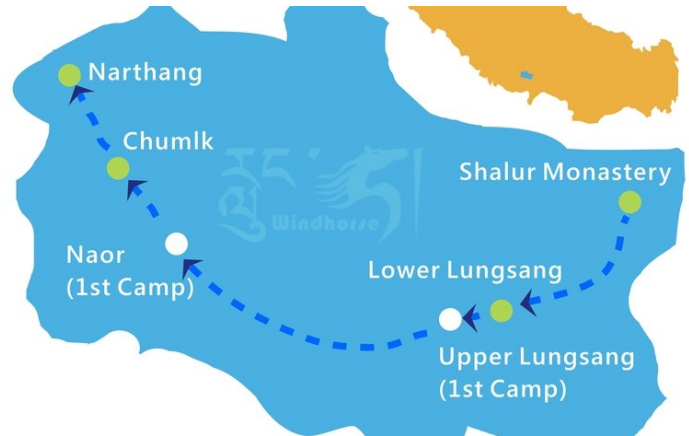 Narthang
Chumlk
Shalur Monastery
Windhorse
Naor
(1st Camp)
Lower Lungsang
Upper Lungsang
(1st Camp)